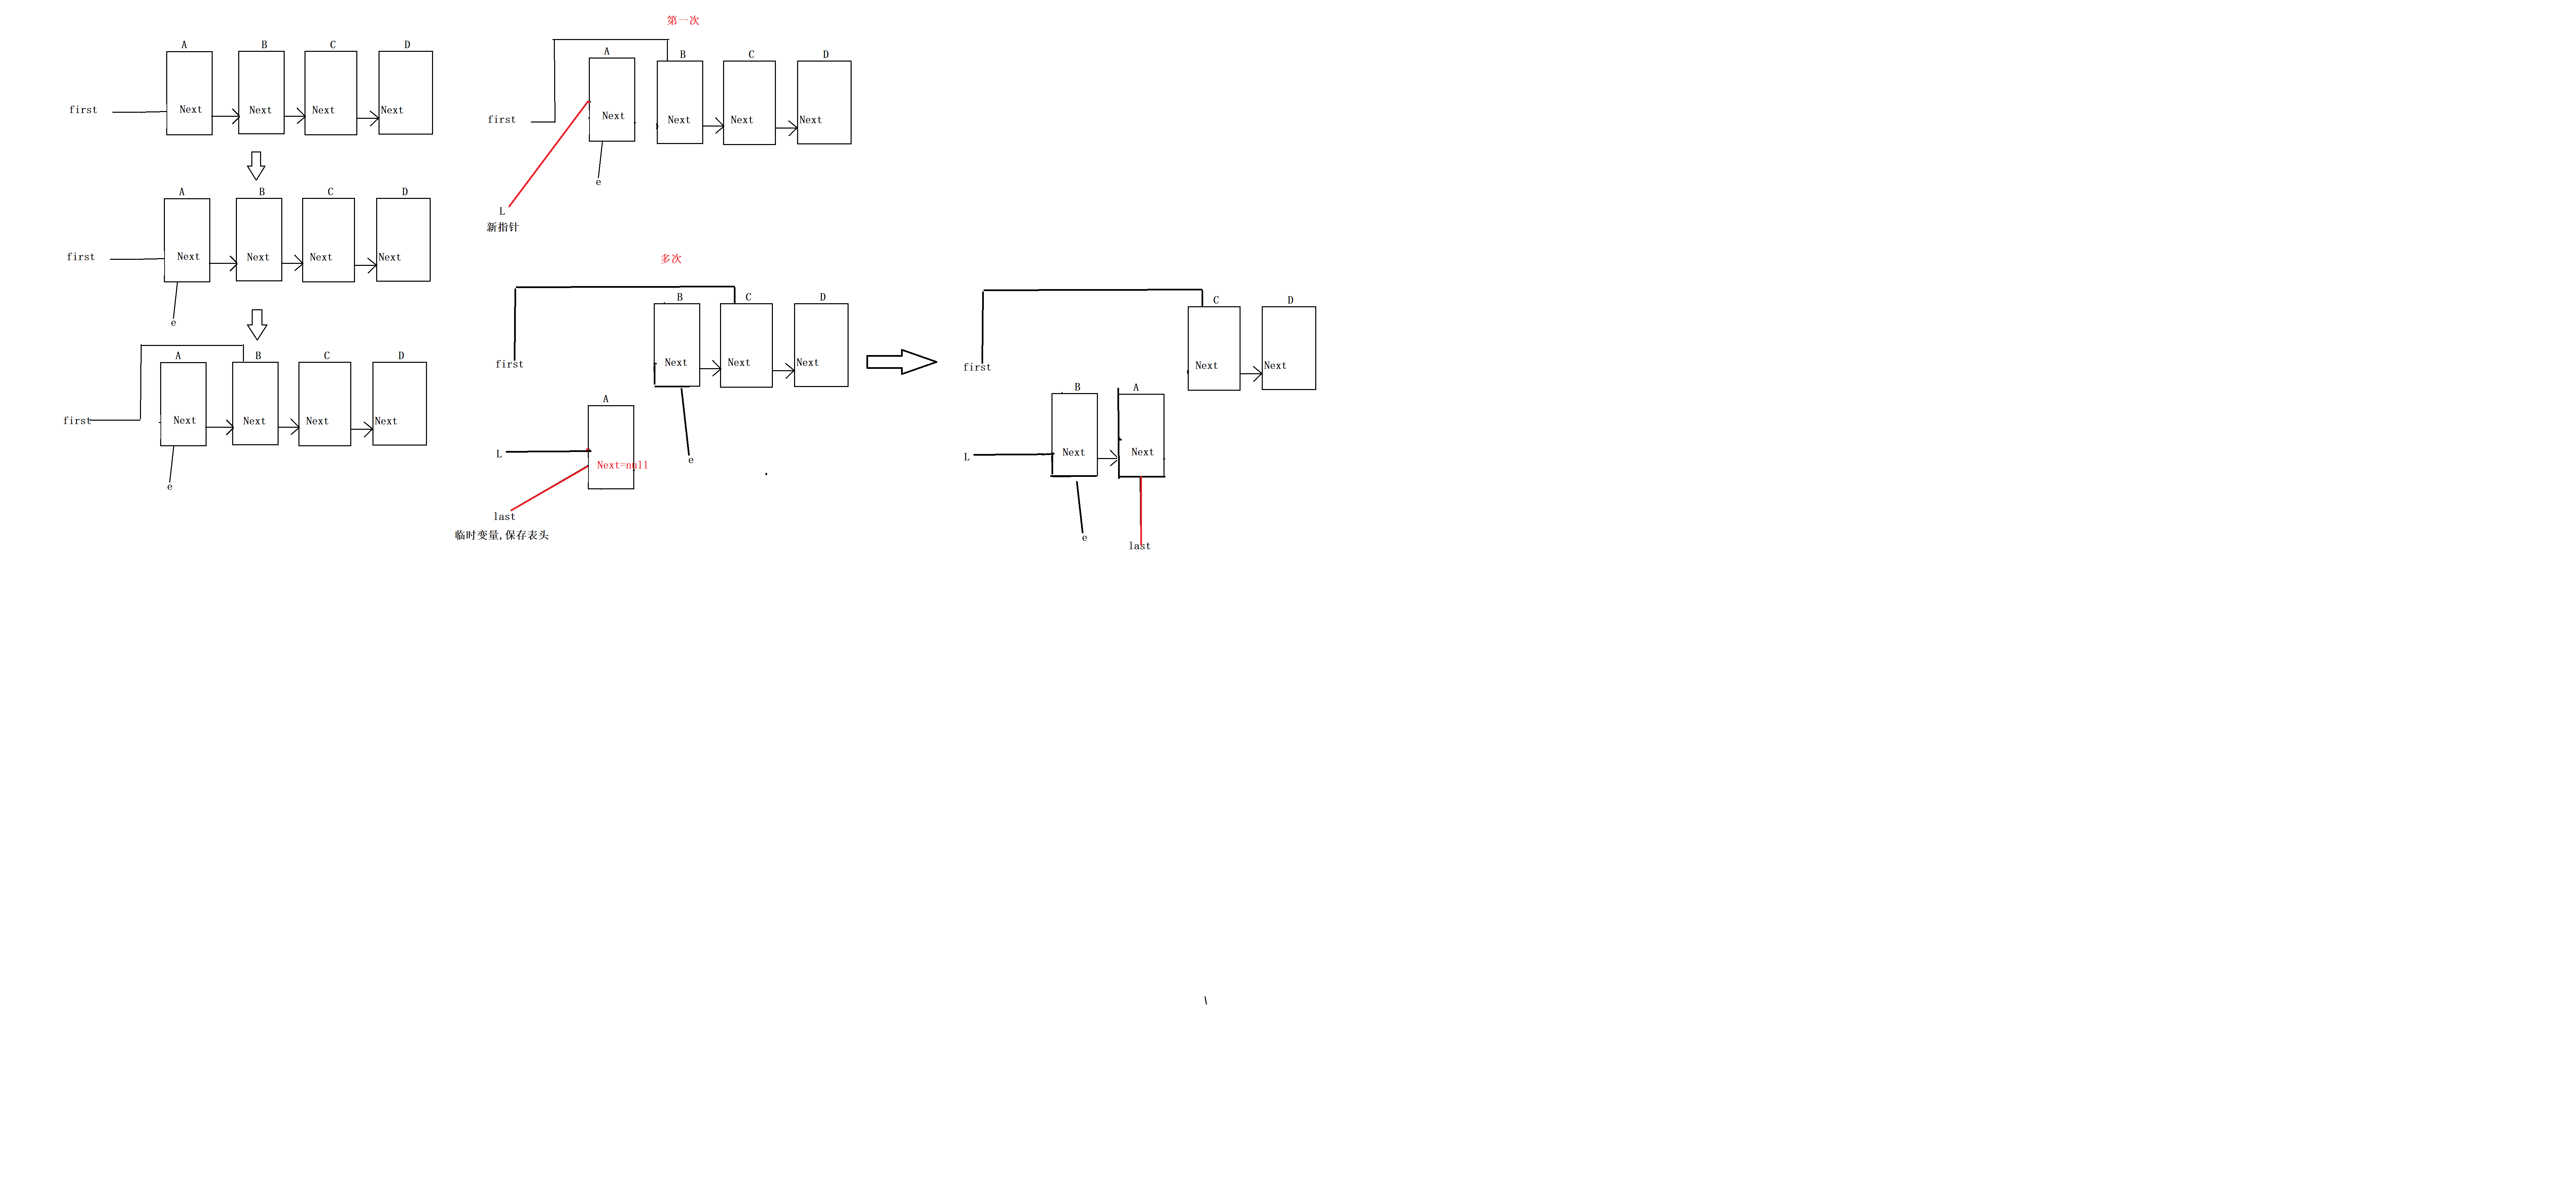 A B C D
first Next Next Next Next
A B C D
first Next Next Next Next
e
A B C D
first Next Next Next Next
e
第一次
A B C D
first Next Next Next Next
e
L
新指针
多次
B C D
first Next Next Next
A
L
Next=null
e
last
临时变量,保存表头
C D
first Next Next
B A
L Next Next
e
last